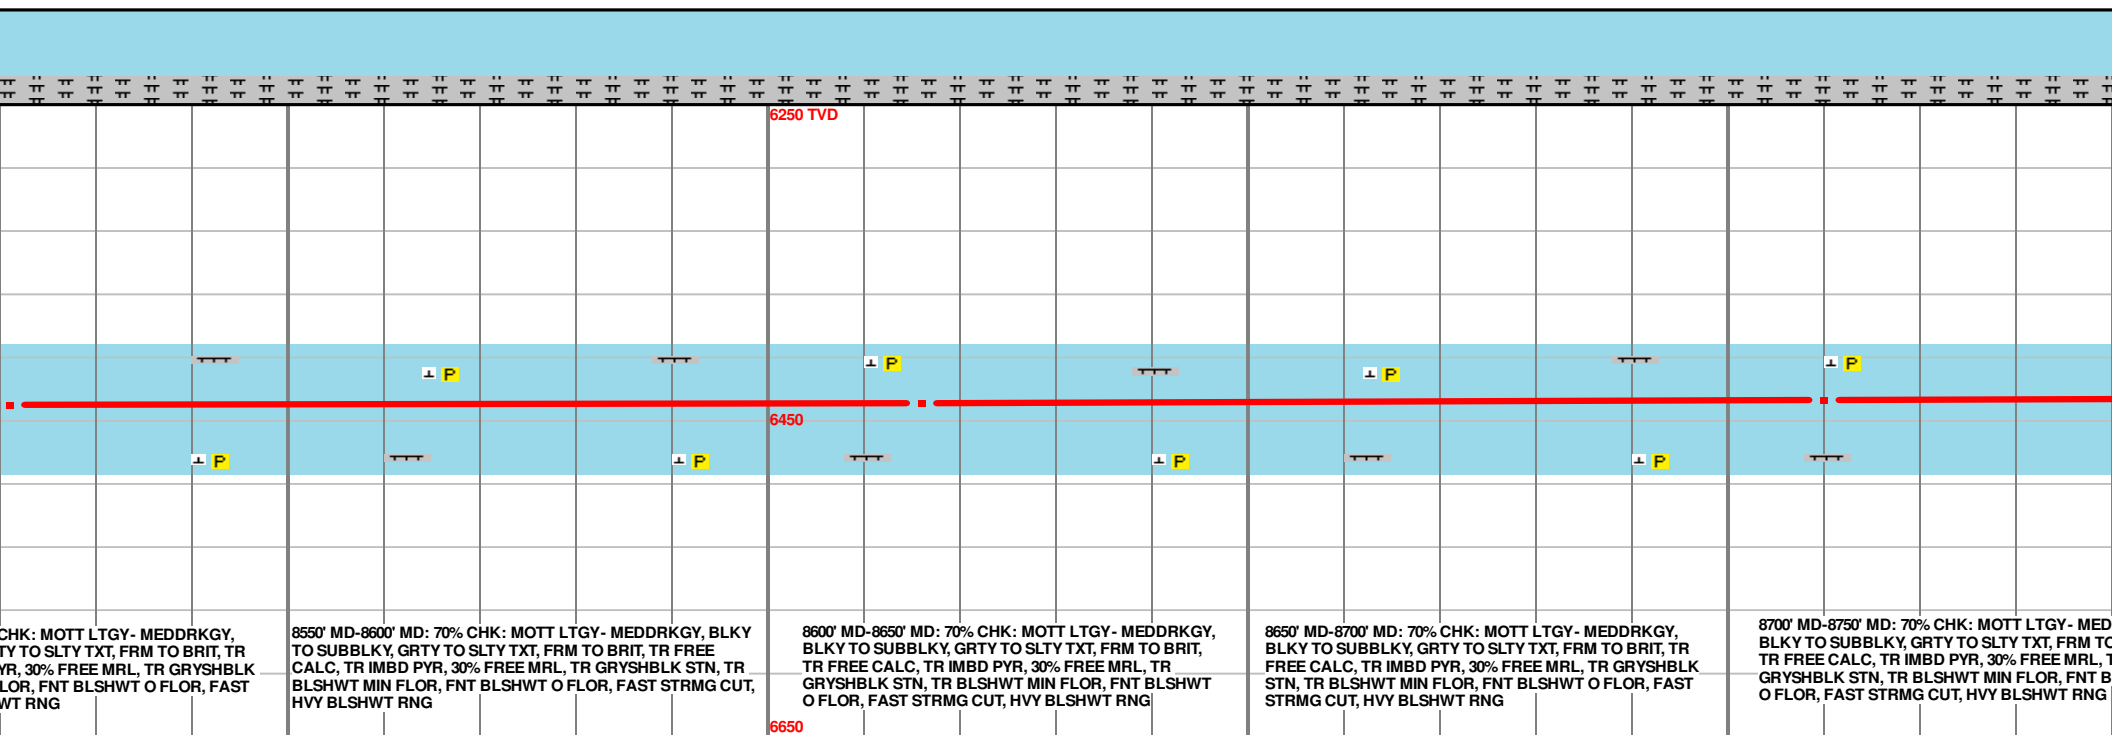 6250 TVD
P
P
P
P
P
6450
P
P
P
P
CHK: MOTT LTGY- MEDDRKGY,
TY TO SLTY TXT, FRM TO BRIT, TR
YR, 30% FREE MRL, TR GRYSHBLK
LOR, FNT BLSHWT O FLOR, FAST
WT RNG
8550' MD-8600' MD: 70% CHK: MOTT LTGY- MEDDRKGY, BLKY
TO SUBBLKY, GRTY TO SLTY TXT, FRM TO BRIT, TR FREE
CALC, TR IMBD PYR, 30% FREE MRL, TR GRYSHBLK STN, TR
BLSHWT MIN FLOR, FNT BLSHWT O FLOR, FAST STRMG CUT,
HVY BLSHWT RNG
8600' MD-8650' MD: 70% CHK: MOTT LTGY- MEDDRKGY,
BLKY TO SUBBLKY, GRTY TO SLTY TXT, FRM TO BRIT,
TR FREE CALC, TR IMBD PYR, 30% FREE MRL, TR
GRYSHBLK STN, TR BLSHWT MIN FLOR, FNT BLSHWT
O FLOR, FAST STRMG CUT, HVY BLSHWT RNG
8650' MD-8700' MD: 70% CHK: MOTT LTGY- MEDDRKGY,
BLKY TO SUBBLKY, GRTY TO SLTY TXT, FRM TO BRIT, TR
FREE CALC, TR IMBD PYR, 30% FREE MRL, TR GRYSHBLK
STN, TR BLSHWT MIN FLOR, FNT BLSHWT O FLOR, FAST
STRMG CUT, HVY BLSHWT RNG
8700' MD-8750' MD: 70% CHK: MOTT LTGY- MED
BLKY TO SUBBLKY, GRTY TO SLTY TXT, FRM TO
TR FREE CALC, TR IMBD PYR, 30% FREE MRL, T
GRYSHBLK STN, TR BLSHWT MIN FLOR, FNT B
O FLOR, FAST STRMG CUT, HVY BLSHWT RNG
6650